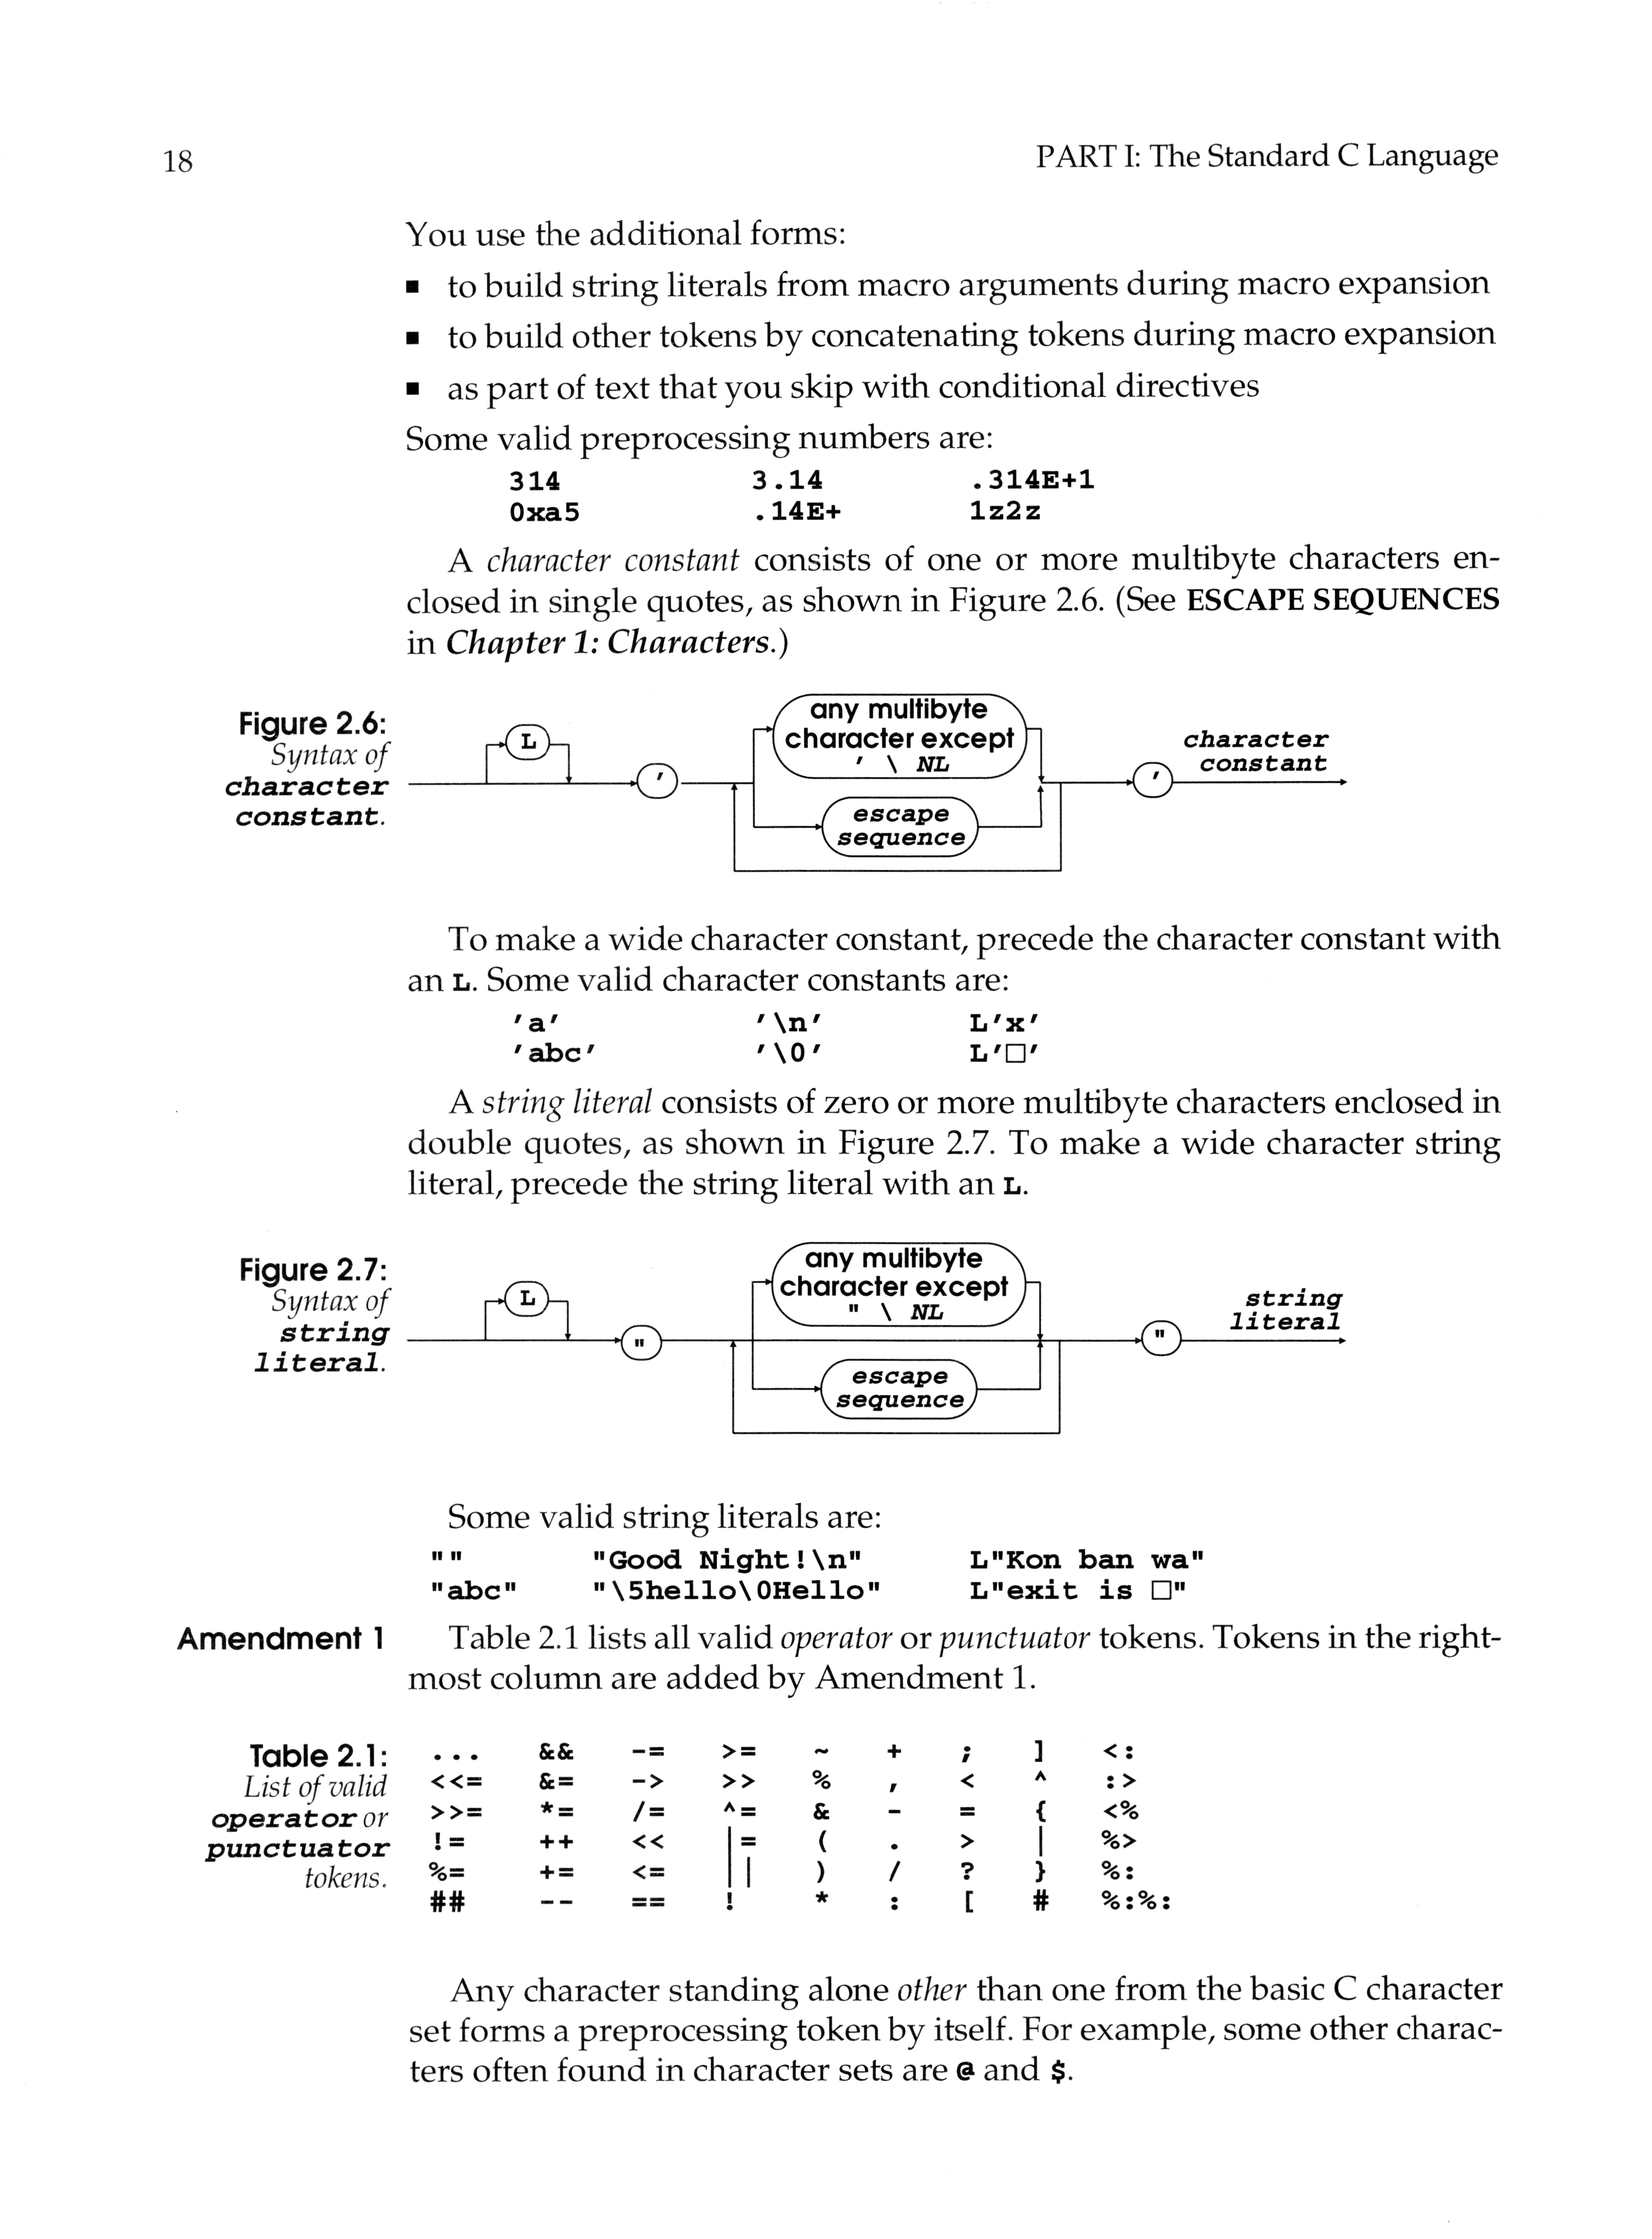 18
PART I: The Standard C Language
You use the additional forms:
▪ to build string literals from macro arguments during macro expansion
▪ to build other tokens by concatenating tokens during macro expansion
▪ as part of text that you skip with conditional directives
Some valid preprocessing numbers are:
314 3.14 .314E+1
0xa5 .14E+ 1z2z
A character constant consists of one or more multibyte characters en-
closed in single quotes, as shown in Figure 2.6. (See ESCAPE SEQUENCES
in Chapter 1: Characters.)
Figure 2.6:
Syntax of
character
constant.
L
'
any multibyte
character except
' \ NL
escape
sequence
'
character
constant
To make a wide character constant, precede the character constant with
an L. Some valid character constants are:
'a' '\n' L'x'
'abc' '\0' L'□'
A string literal consists of zero or more multibyte characters enclosed in
double quotes, as shown in Figure 2.7. To make a wide character string
literal, precede the string literal with an L.
Figure 2.7:
Syntax of
string
literal.
L
"
any multibyte
character except
" \ NL
escape
sequence
"
string
literal
Some valid string literals are:
"" "Good Night!\n" L"Kon ban wa"
"abc" "\5hello\0Hello" L"exit is □"
Amendment 1
Table 2.1 lists all valid operator or punctuator tokens. Tokens in the right-
most column are added by Amendment 1.
Table 2.1:
List of valid
operator or
punctuator
tokens.
... && -= >= ~ + ; ] <:
<<= &= -> >> % , < ^ :>
>>= *= /= ^= & - = { <%
!= ++ << |= ( . > | %>
%= += <= || ) / ? } %:
## -- == ! * : [ # %:%:
Any character standing alone other than one from the basic C character
set forms a preprocessing token by itself. For example, some other charac-
ters often found in character sets are @ and $.